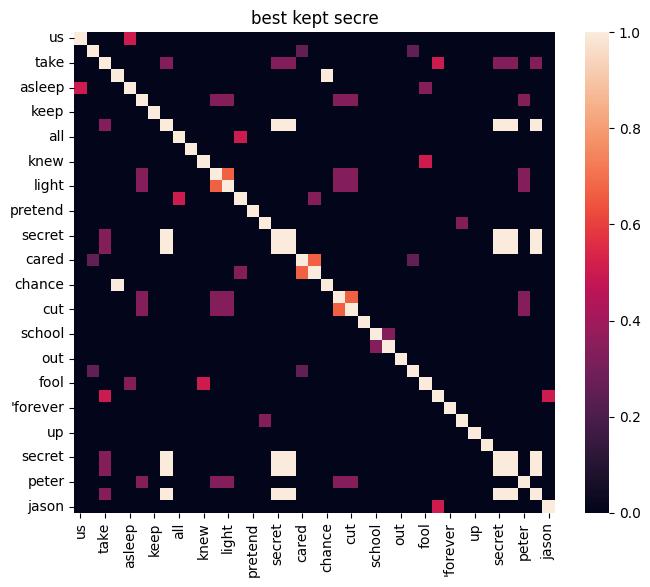 best kept secre
us
take
asleep
keep
all
knew
light
pretend
secret
cared
chance
cut
school
out
fool
'forever
up
secret
peter
jason
us
take
asleep
keep
all
knew
light
pretend
secret
cared
chance
cut
school
out
fool
'forever
up
secret
peter
jason
1.0
0.8
0.6
0.4
0.2
0.0